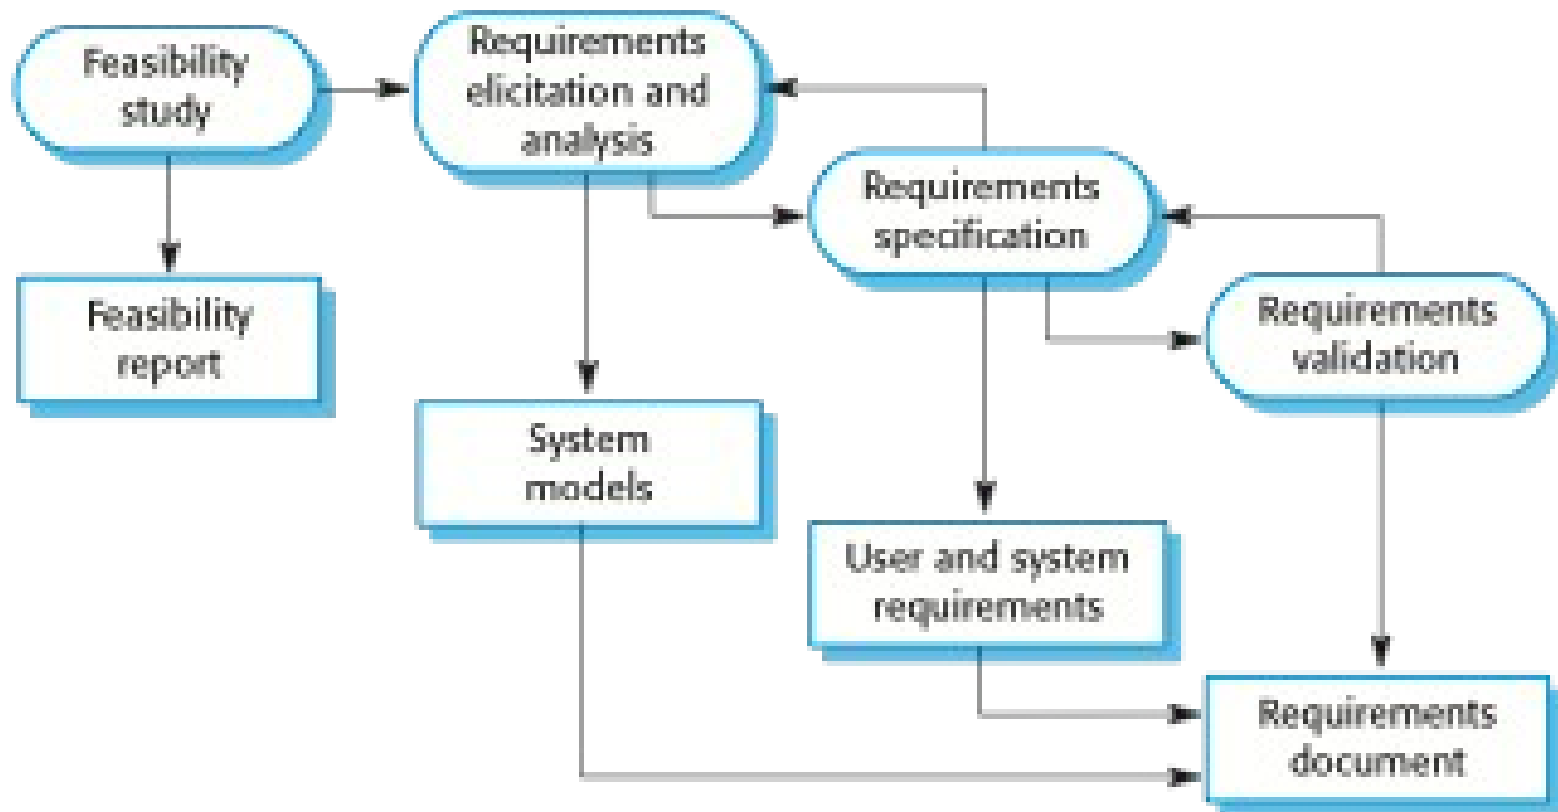 Feasibility
study
Requirements
elicitation and
analysis
Requirements
specification
Requirements
validation
Feasibility
report
System
models
User and system
requirements
Requirements
document